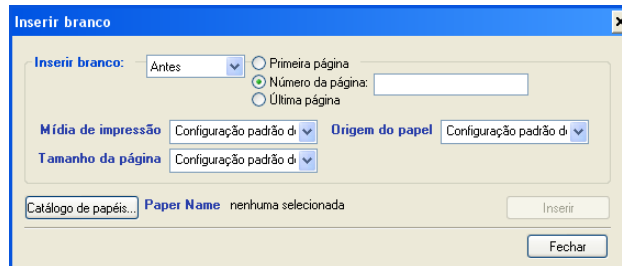 Inserir branco
Inserir branco: Antes Primeira página
Número da página:
Última página
Mídia de impressão Configuração padrão Origem do papel Configuração padrão
Tamanho da página Configuração padrão
Catálogo de papéis... Paper Name nenhuma selecionada Inserir
Fechar